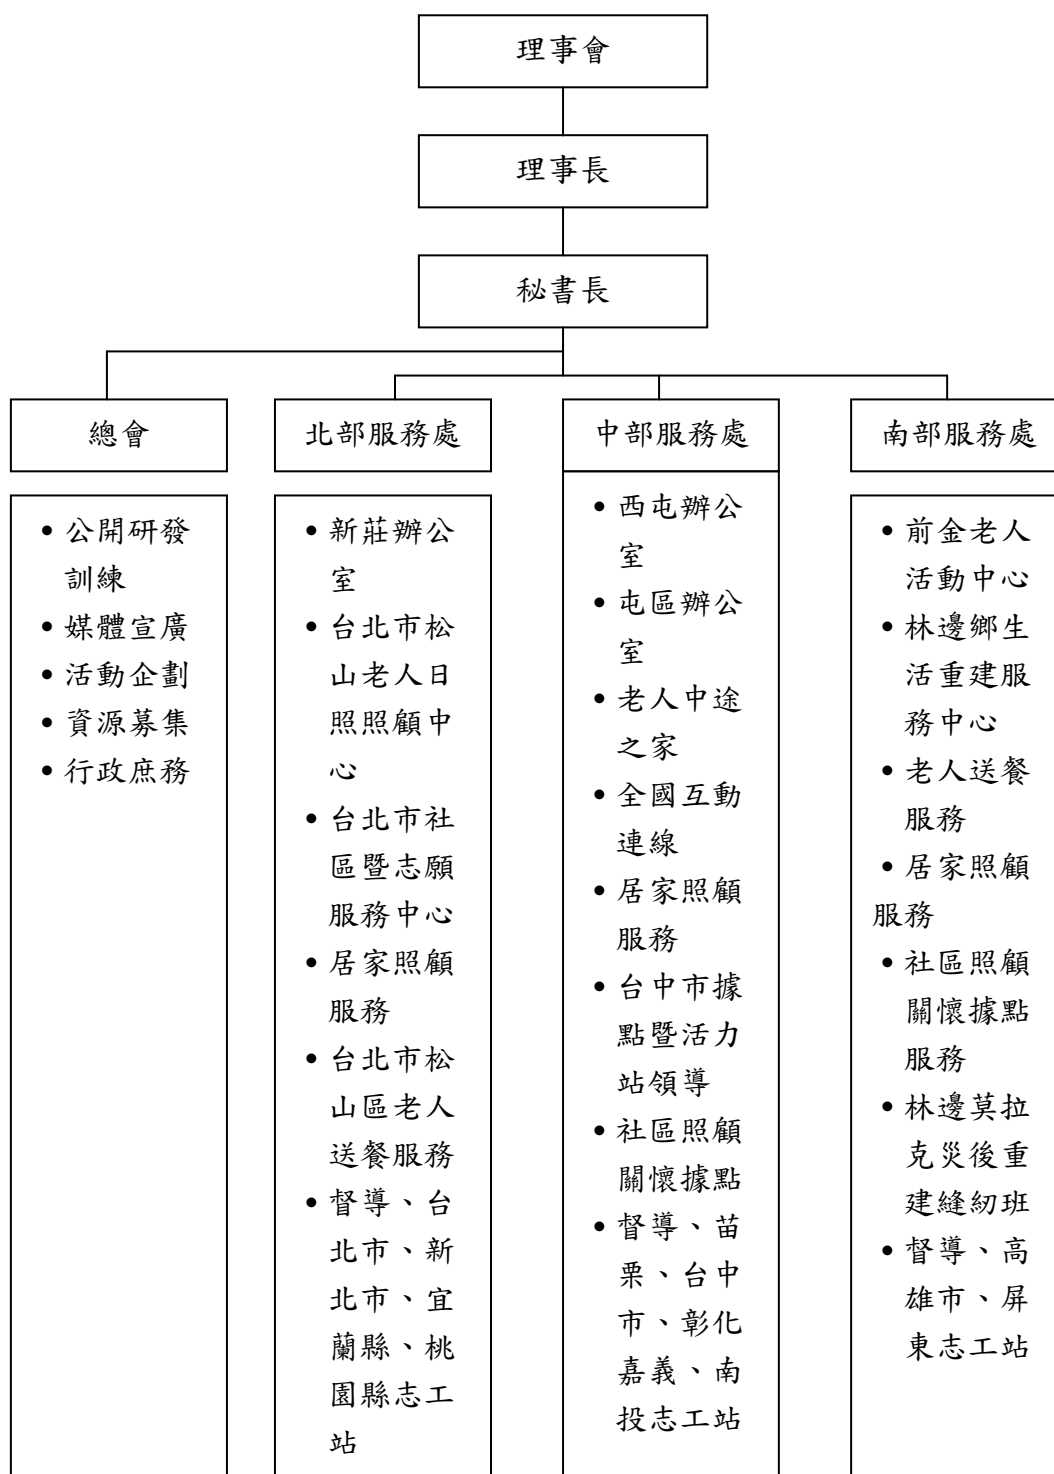 理事會
理事長
秘書長
總會
北部服務處
中部服務處
南部服務處
•公開研發
訓練
•媒體宣廣
•活動企劃
•資源募集
•行政庶務
•新莊辦公
室
•台北市松
山老人日
照照顧中
心
•台北市社
區暨志願
服務中心
•居家照顧
服務
•台北市松
山區老人
送餐服務
•督導、台
北市、新
北市、宜
蘭縣、桃
園縣志工
站
•西屯辦公
室
•屯區辦公
室
•老人中途
之家
•全國互動
連線
•居家照顧
服務
•台中市據
點暨活力
站領導
•社區照顧
關懷據點
•督導、苗
栗、台中
市、彰化
嘉義、南
投志工站
•前金老人
活動中心
•林邊鄉生
活重建服
務中心
•老人送餐
服務
•居家照顧
服務
•社區照顧
關懷據點
服務
•林邊莫拉
克災後重
建縫紉班
•督導、高
雄市、屏
東志工站